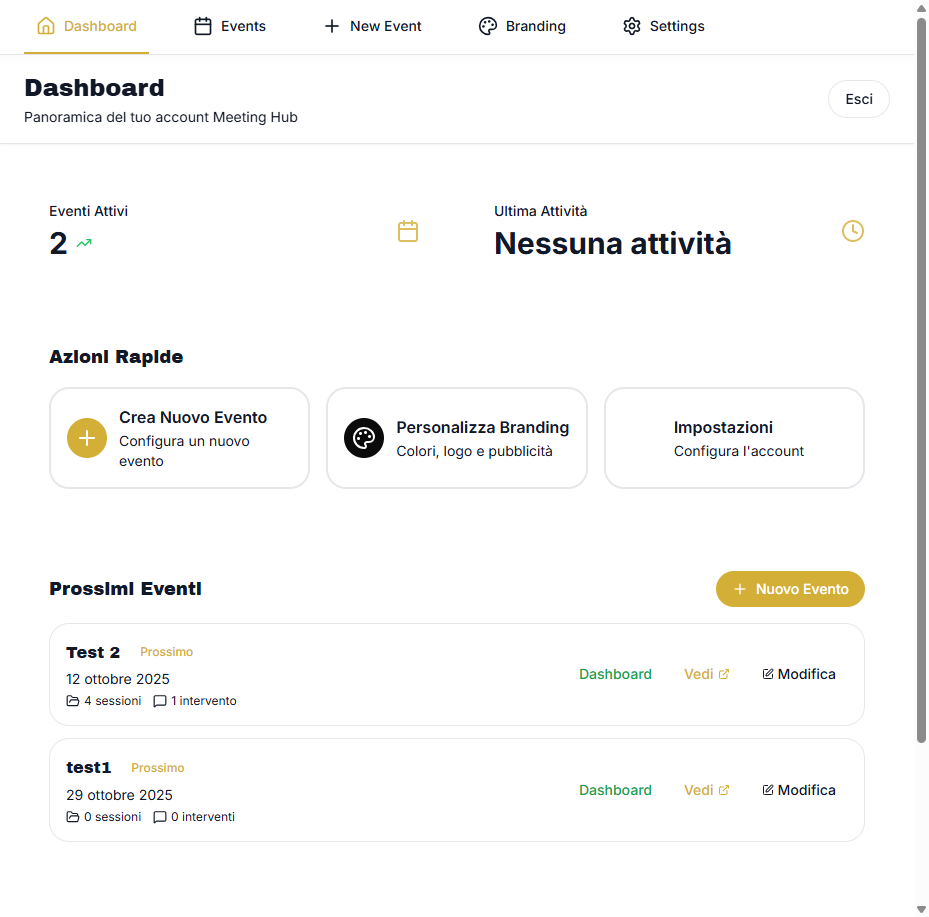 Dashboard
Events
New Event
Branding
Settings
Dashboard
Panoramica del tuo account Meeting Hub
Esci
Eventi Attivi
2
Ultima Attività
Nessuna attività
Azioni Rapide
Crea Nuovo Evento
Configura un nuovo
evento
Personalizza Branding
Colori, logo e pubblicità
Impostazioni
Configura l'account
Prossimi Eventi
Nuovo Evento
Test 2 Prossimo
12 ottobre 2025
4 sessioni 1 intervento
Dashboard Vedi Modifica
test1 Prossimo
29 ottobre 2025
0 sessioni 0 interventi
Dashboard Vedi Modifica